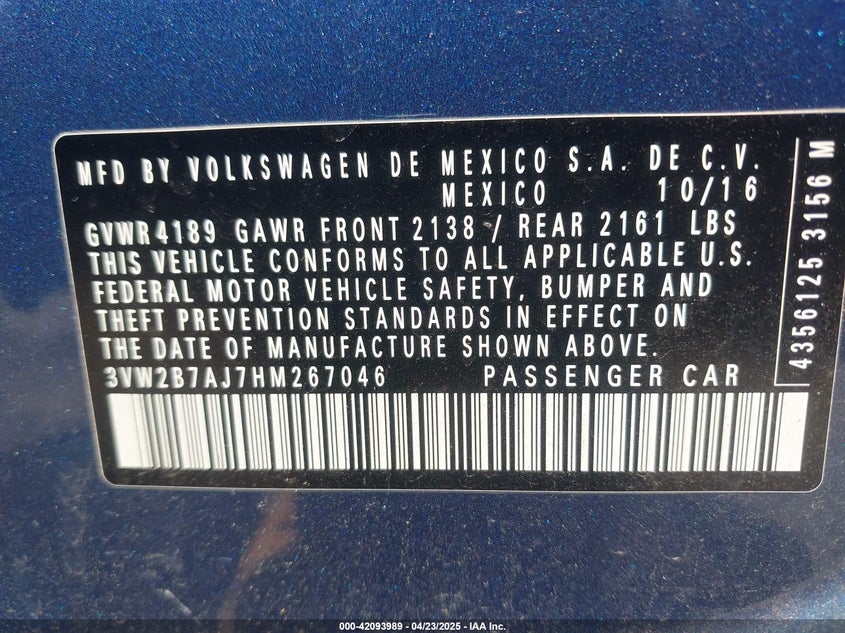 MFD BY VOLKSWAGEN DE MEXICO S.A. DE C.V.
MEXICO 10/16
GVWR4189 GAWR FRONT 2138 / REAR 2161 LBS
THIS VEHICLE CONFORMS TO ALL APPLICABLE U.S.
FEDERAL MOTOR VEHICLE SAFETY, BUMPER AND
THEFT PREVENTION STANDARDS IN EFFECT ON
THE DATE OF MANUFACTURE SHOWN ABOVE.
3VW2B7AJ7HM267046 PASSENGER CAR
4356125 3156 M
000-42093989 - 04/23/2025 - IAA Inc.